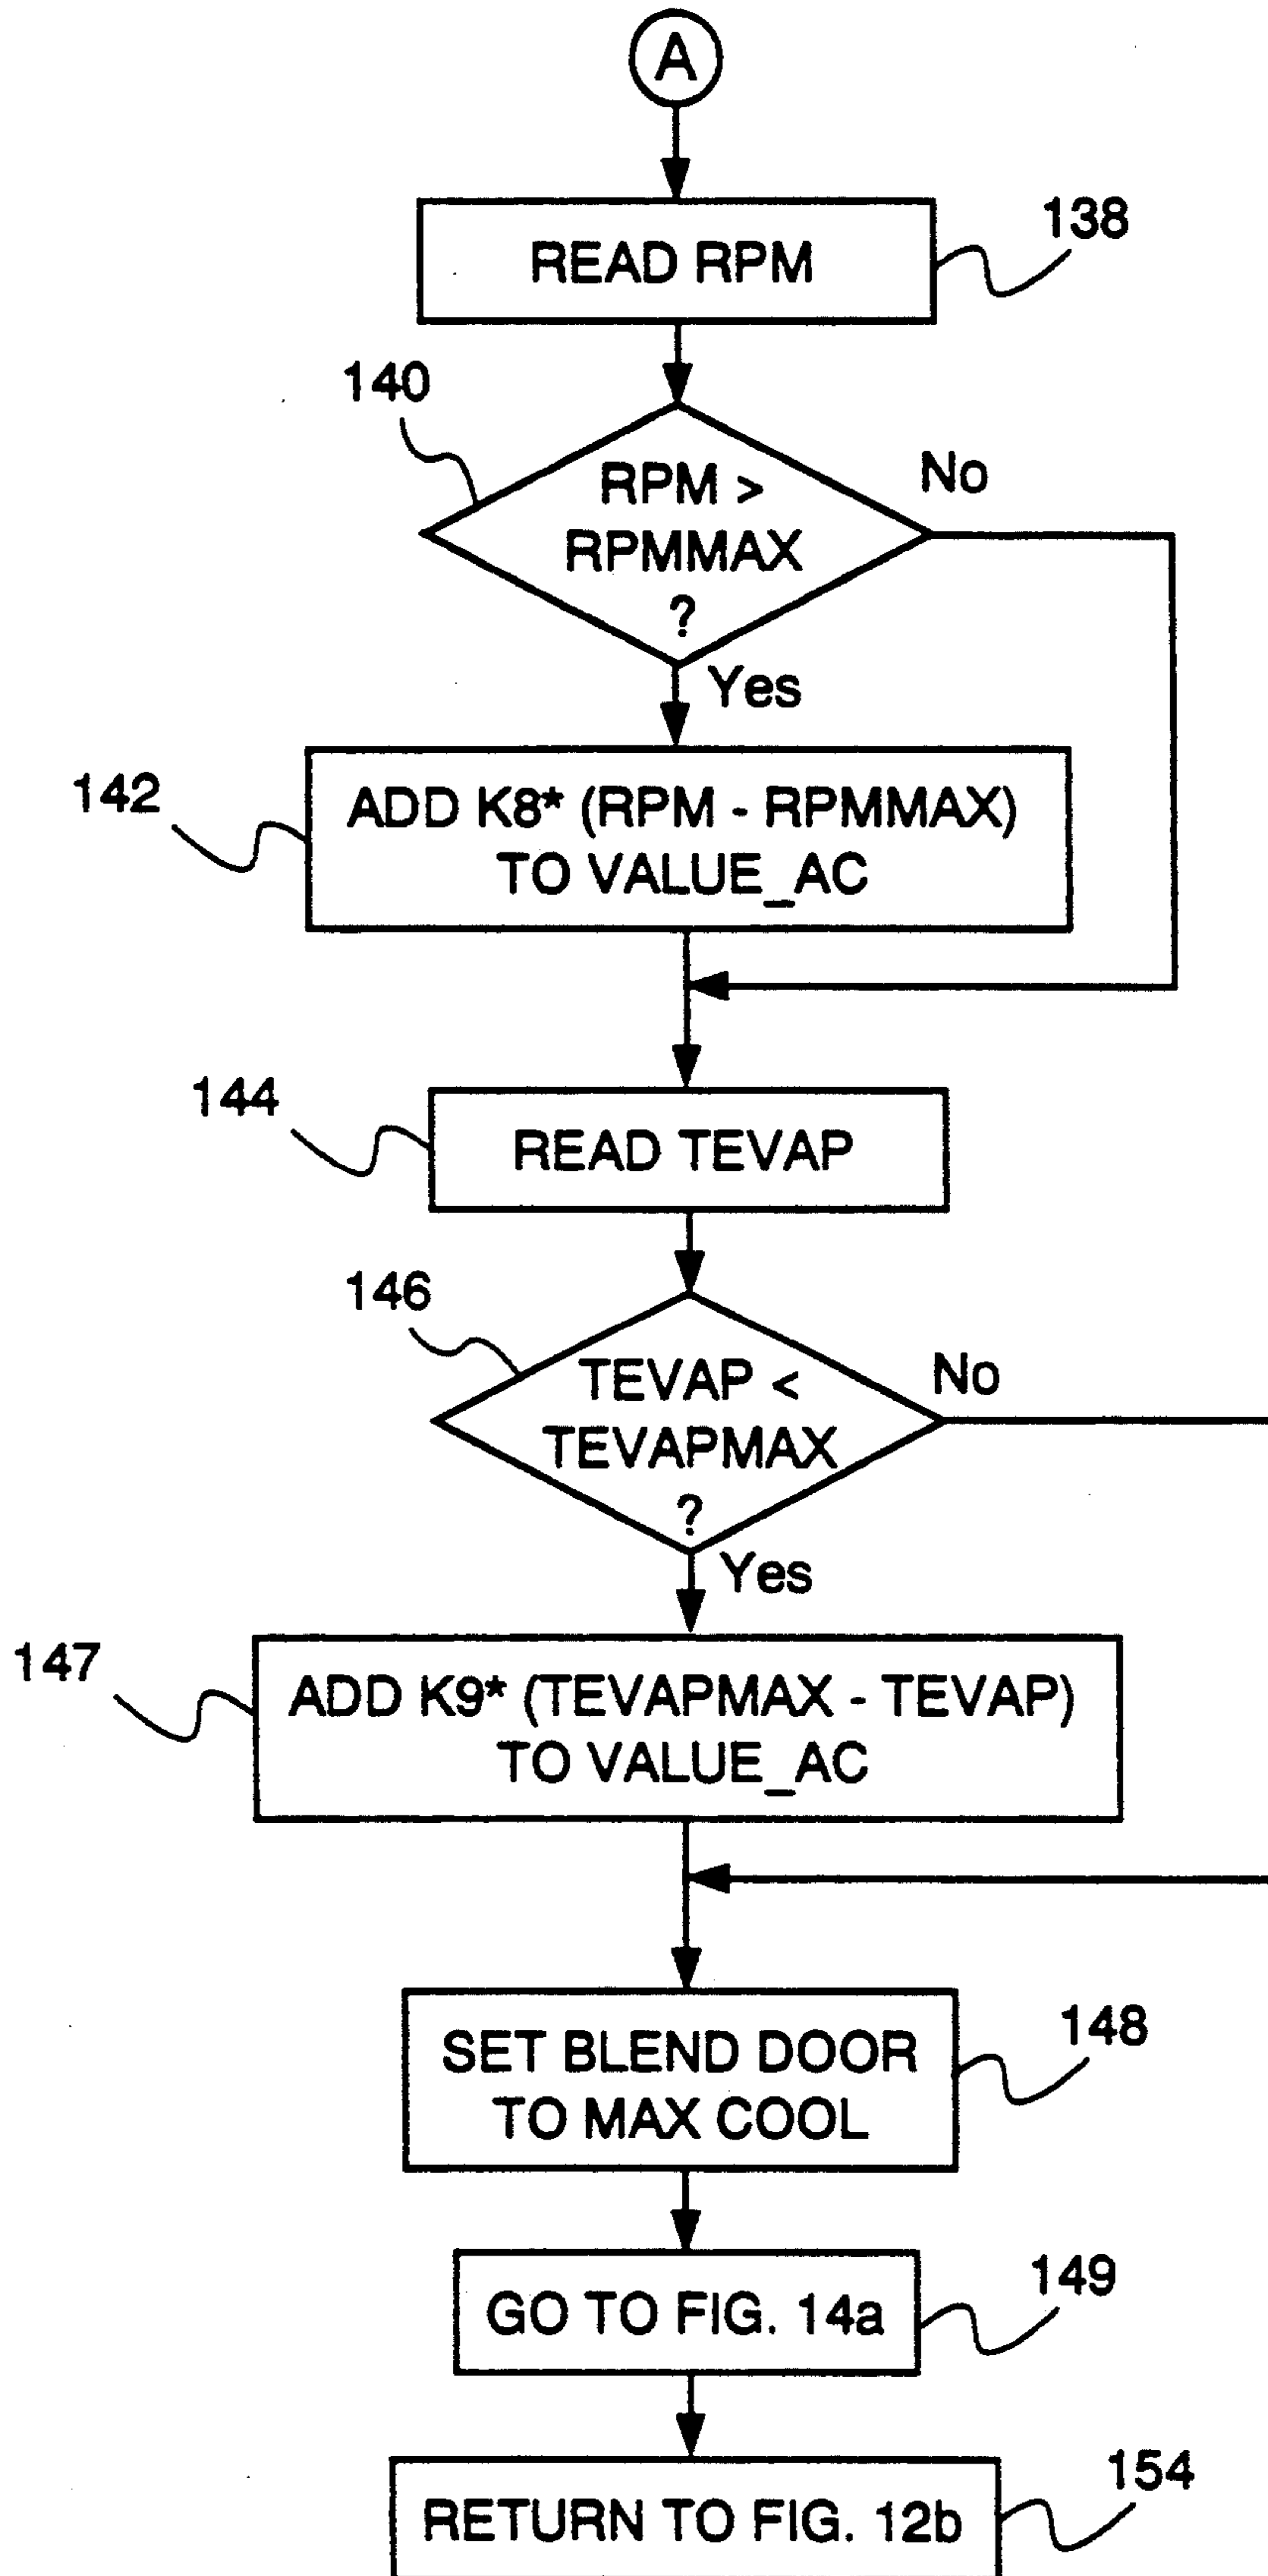 A
READ RPM
138
140
RPM >
RPMMAX
?
No
Yes
142
ADD K8* (RPM - RPMMAX)
TO VALUE_AC
144
READ TEVAP
146
TEVAP <
TEVAPMAX
?
No
Yes
147
ADD K9* (TEVAPMAX - TEVAP)
TO VALUE_AC
SET BLEND DOOR
TO MAX COOL
148
GO TO FIG. 14a
149
RETURN TO FIG. 12b
154